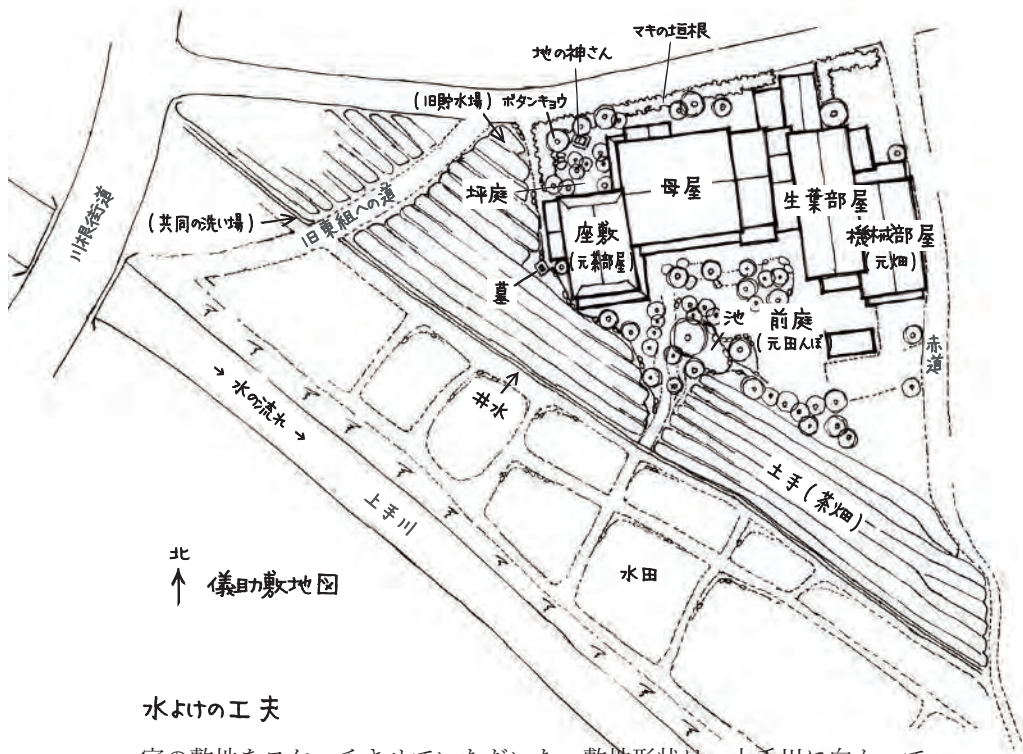 マキの垣根
地の神さん
(旧貯水場)
ボタンキョウ
川根街道
(共同の洗い場)
旧東組への道
坪庭
母屋
生葉部屋
座敷
機械部屋
(元畑)
墓
池
前庭
(元田んぼ)
赤道
井水
→ 水の流れ →
上手川
土手(茶畑)
水田
北
儀助敷地図
水よけの工夫